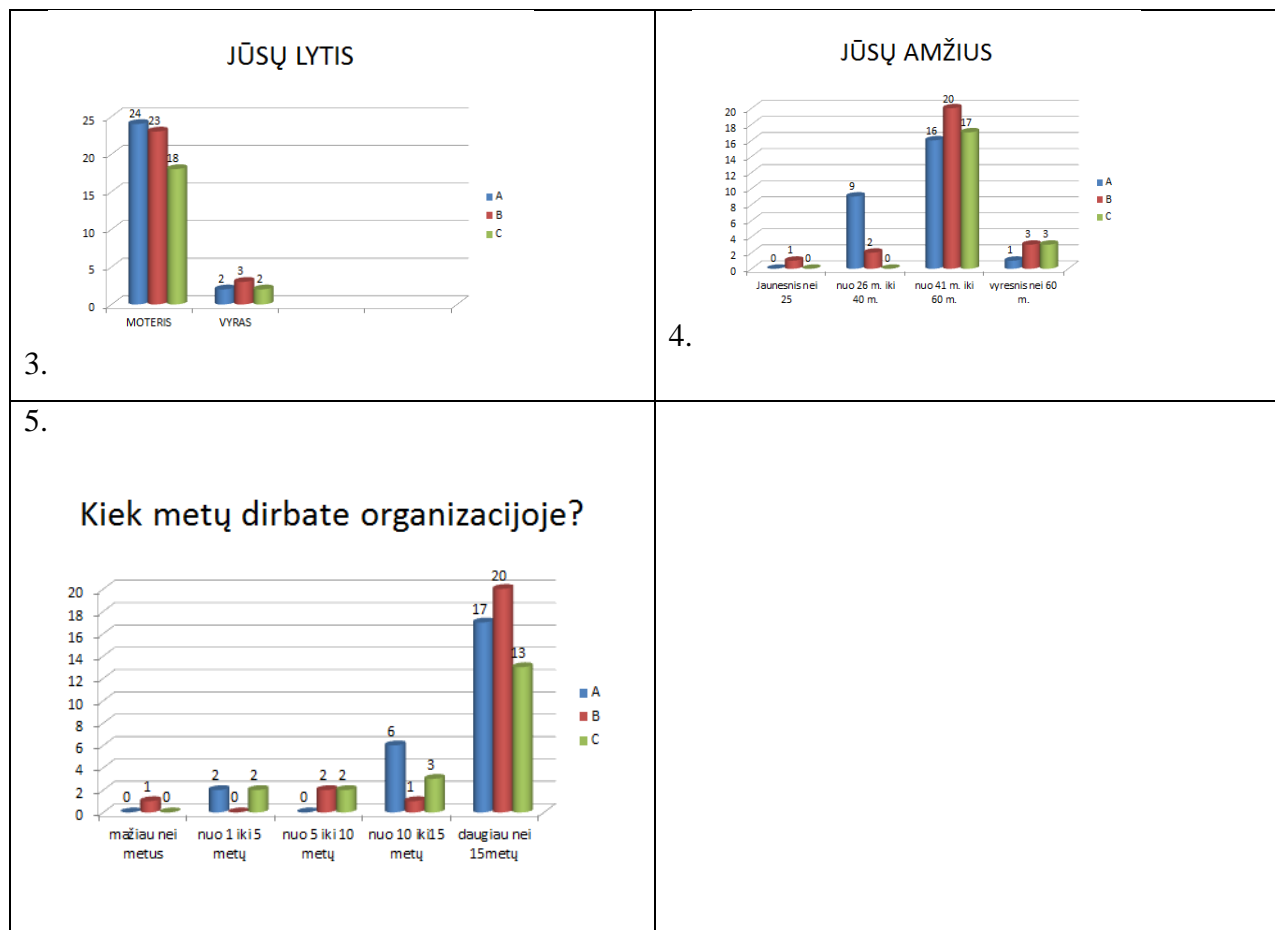 JŪSŲ LYTIS
25
20
15
10
5
0
24
23
18
2
3
2
MOTERIS
VYRAS
A
B
C
3.
JŪSŲ AMŽIUS
20
18
16
14
12
10
8
6
4
2
0
0
1
0
9
2
0
16
20
17
1
3
3
Jaunesnis nei
25
nuo 26 m. iki
40 m.
nuo 41 m. iki
60 m.
vyresnis nei 60
m.
A
B
C
4.
5.
Kiek metų dirbate organizacijoje?
20
18
16
14
12
10
8
6
4
2
0
0
1
0
2
0
2
0
2
2
6
1
3
17
20
13
mažiau nei
metus
nuo 1 iki 5
metų
nuo 5 iki 10
metų
nuo 10 iki15
metų
daugiau nei
15metų
A
B
C